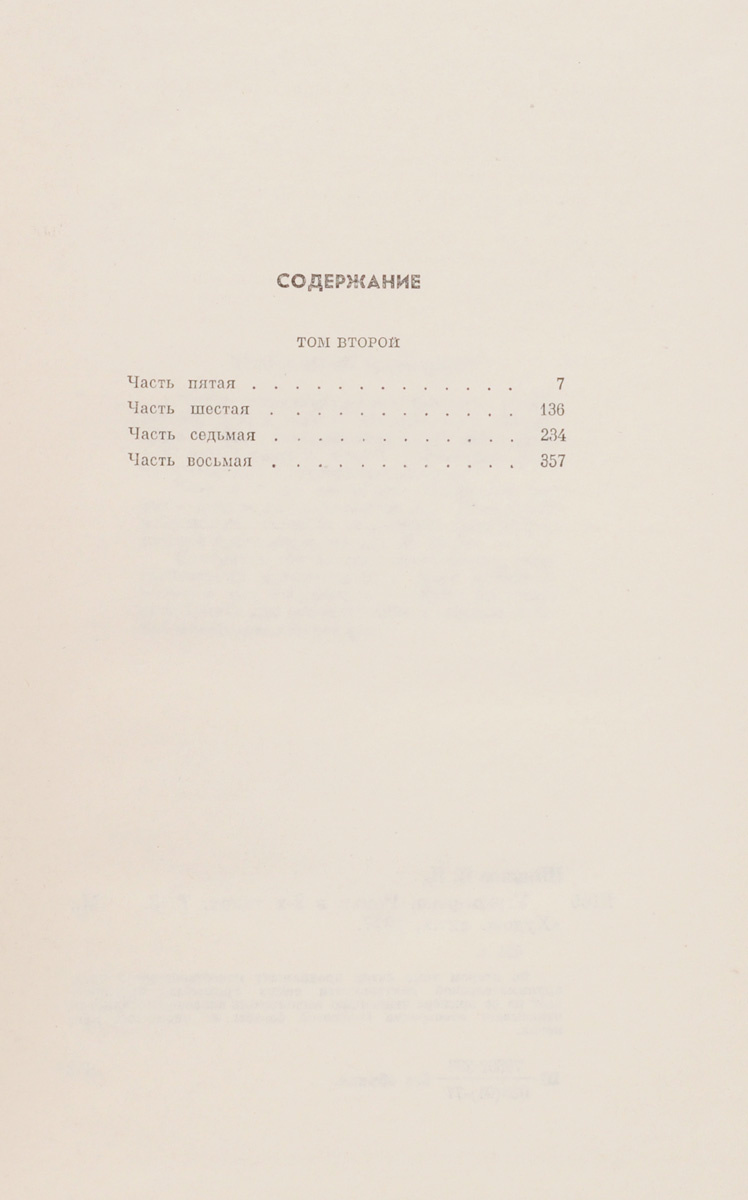 СОДЕРЖАНИЕ
ТОМ ВТОРОЙ
Часть пятая . . . . . . . . . . . . . 7
Часть шестая . . . . . . . . . . . . 136
Часть седьмая . . . . . . . . . . . . 234
Часть восьмая . . . . . . . . . . . . 357